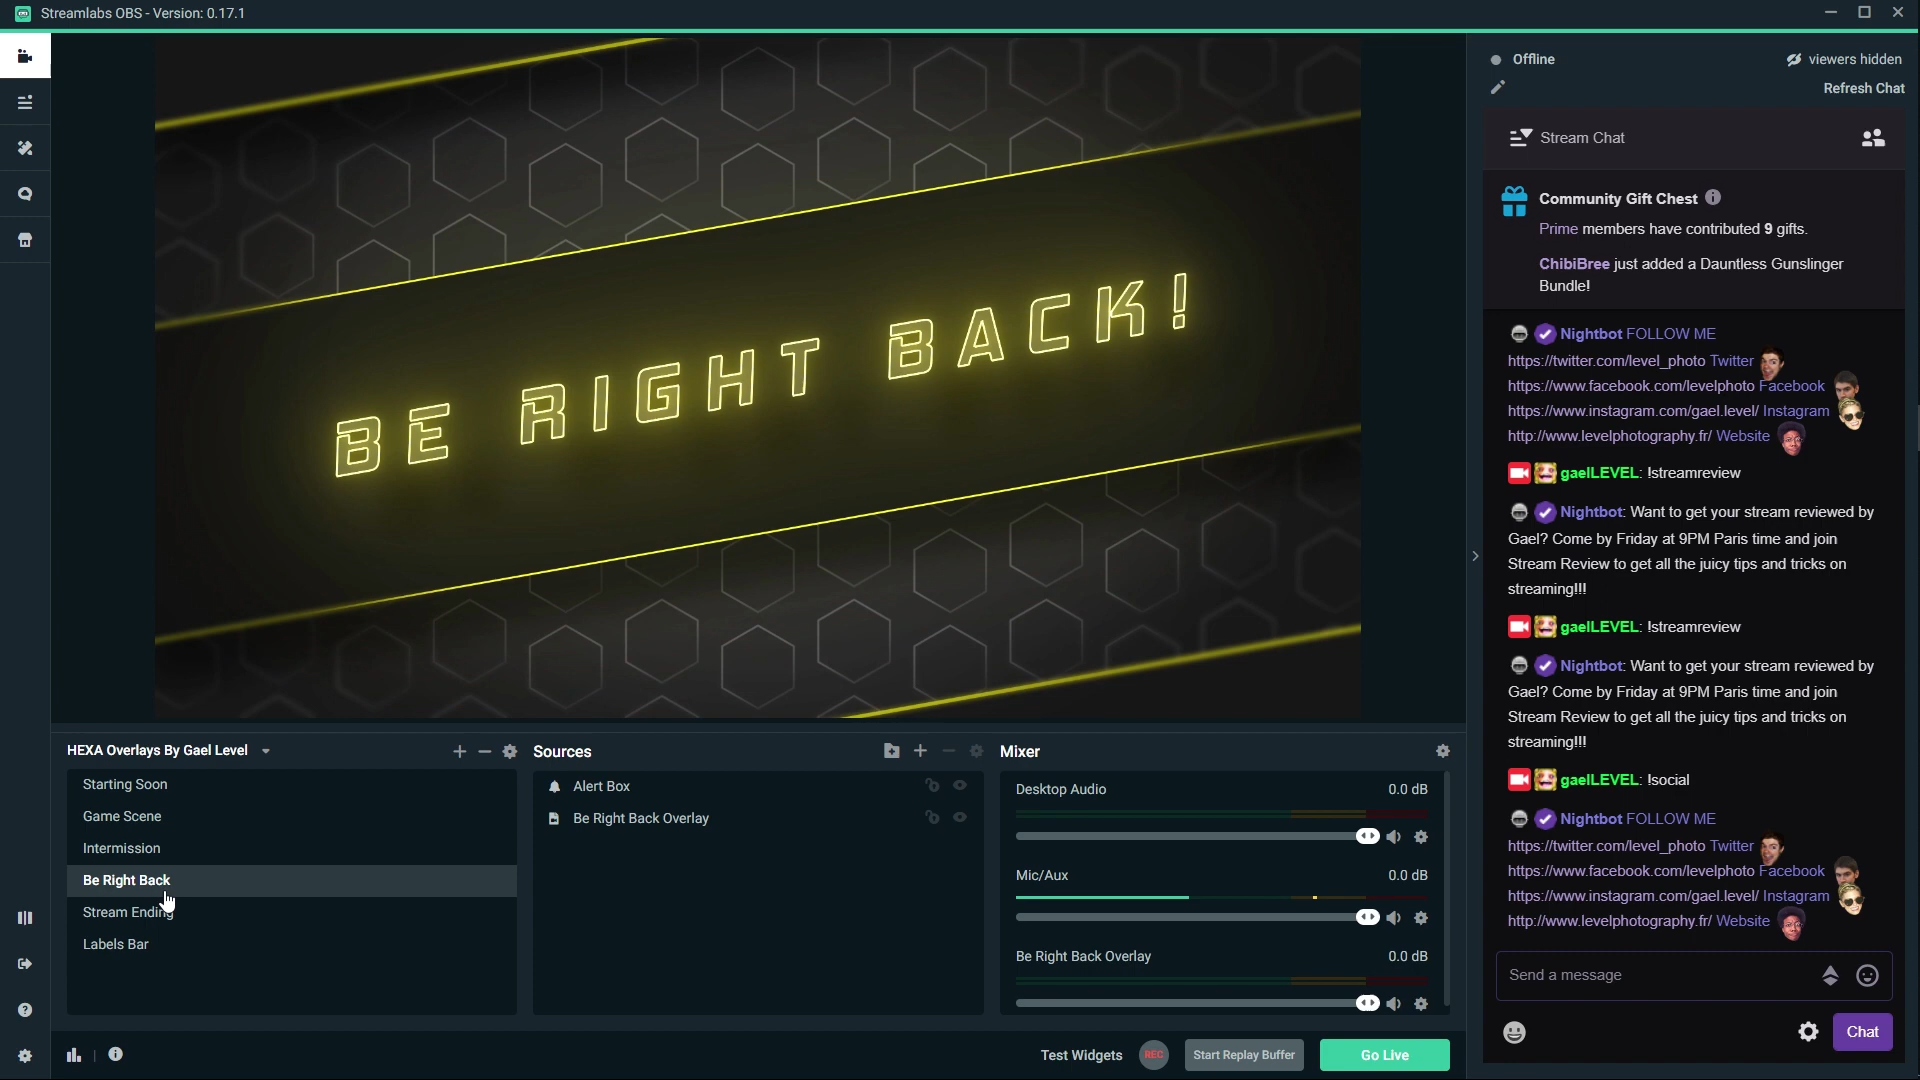 Streamlabs OBS - Version: 0.17.1
Offline
viewers hidden
Refresh Chat
BE RIGHT BACK!
Stream Chat
Community Gift Chest
Prime members have contributed 9 gifts.
ChibiBree just added a Dauntless Gunslinger
Bundle!
Nightbot FOLLOW ME
https://twitter.com/level_photo Twitter
https://www.facebook.com/levelphoto Facebook
https://www.instagram.com/gael.level/ Instagram
http://www.levelphotography.fr/ Website
gaelLEVEL: !streamreview
Nightbot: Want to get your stream reviewed by
Gael? Come by Friday at 9PM Paris time and join
Stream Review to get all the juicy tips and tricks on
streaming!!!
gaelLEVEL: !streamreview
Nightbot: Want to get your stream reviewed by
Gael? Come by Friday at 9PM Paris time and join
Stream Review to get all the juicy tips and tricks on
streaming!!!
gaelLEVEL: !social
Nightbot FOLLOW ME
https://twitter.com/level_photo Twitter
https://www.facebook.com/levelphoto Facebook
https://www.instagram.com/gael.level/ Instagram
http://www.levelphotography.fr/ Website
Send a message
Chat
HEXA Overlays By Gael Level
Starting Soon
Game Scene
Intermission
Be Right Back
Stream Ending
Labels Bar
Sources
Alert Box
Be Right Back Overlay
Mixer
Desktop Audio 0.0 dB
Mic/Aux 0.0 dB
Be Right Back Overlay 0.0 dB
Test Widgets
REC
Start Replay Buffer
Go Live